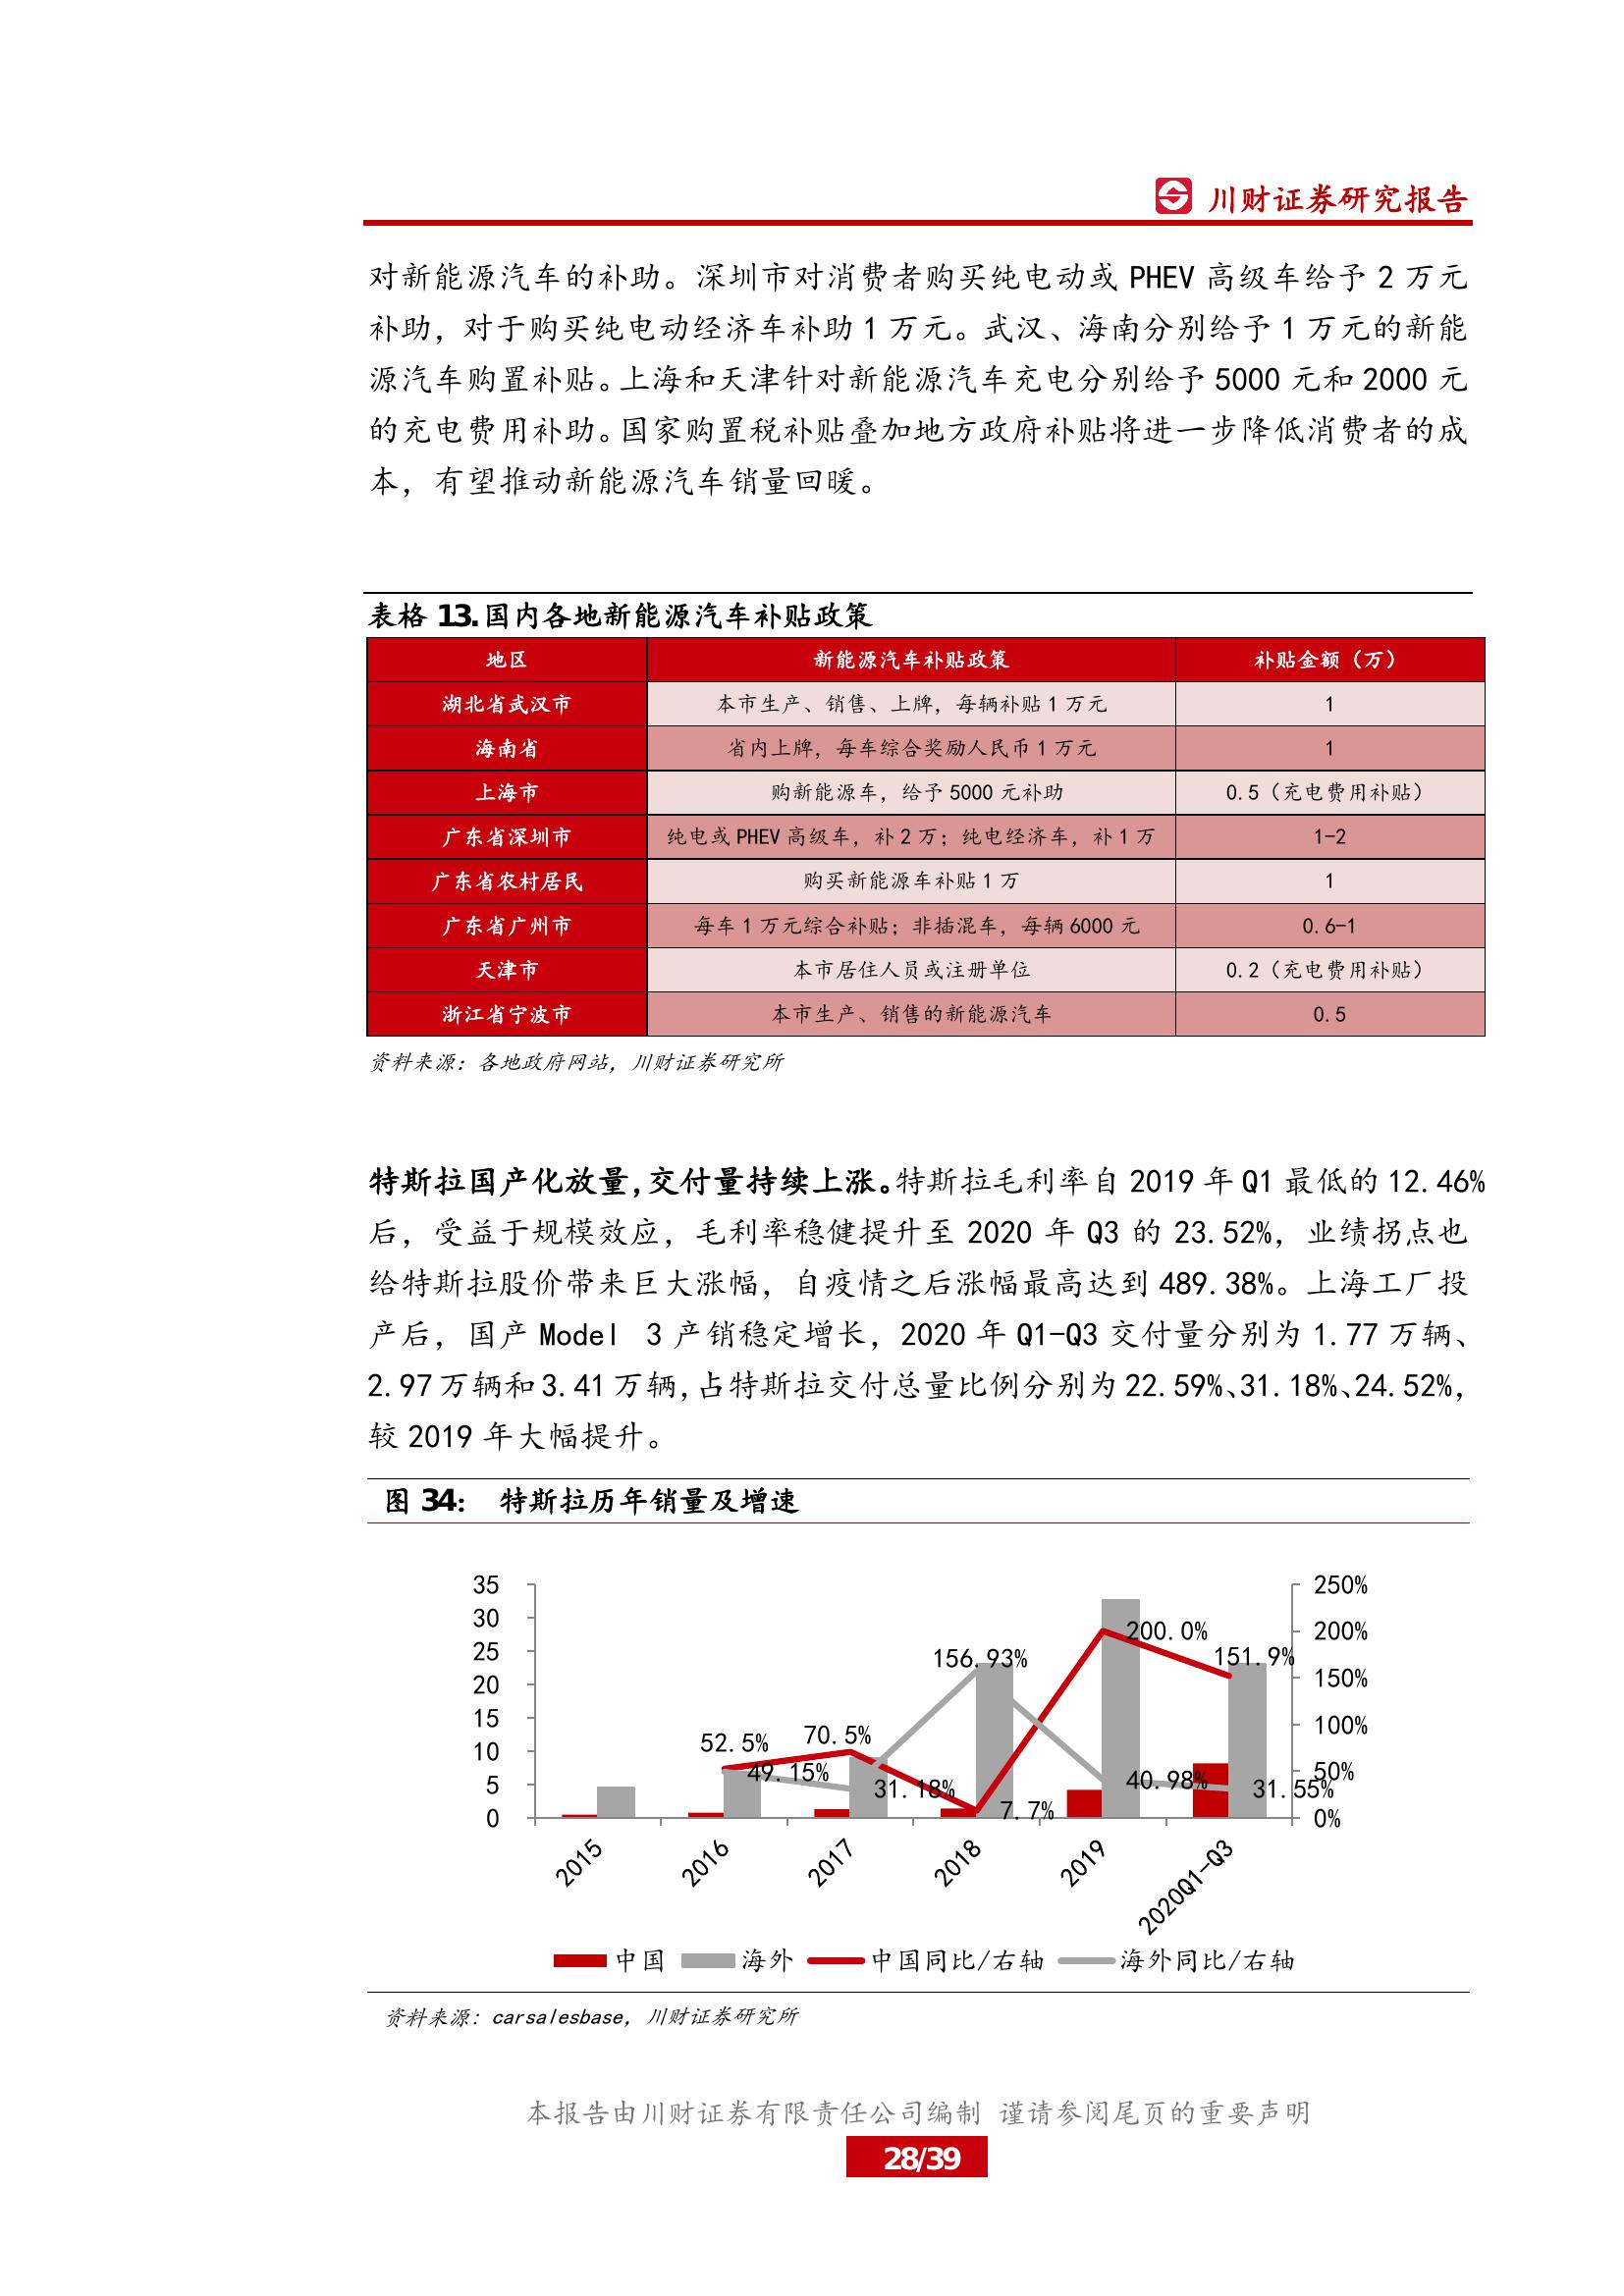 川财证券研究报告
对新能源汽车的补助。深圳市对消费者购买纯电动或 PHEV 高级车给予 2 万元
补助，对于购买纯电动经济车补助 1 万元。武汉、海南分别给予 1 万元的新能
源汽车购置补贴。上海和天津针对新能源汽车充电分别给予 5000 元和 2000 元
的充电费用补助。国家购置税补贴叠加地方政府补贴将进一步降低消费者的成
本，有望推动新能源汽车销量回暖。
表格 13.国内各地新能源汽车补贴政策
地区 新能源汽车补贴政策 补贴金额（万）
湖北省武汉市 本市生产、销售、上牌，每辆补贴 1 万元 1
海南省 省内上牌，每车综合奖励人民币 1 万元 1
上海市 购新能源车，给予 5000 元补助 0.5（充电费用补贴）
广东省深圳市 纯电或 PHEV 高级车，补 2 万；纯电经济车，补 1 万 1-2
广东省农村居民 购买新能源车补贴 1 万 1
广东省广州市 每车 1 万元综合补贴；非插混车，每辆 6000 元 0.6-1
天津市 本市居住人员或注册单位 0.2（充电费用补贴）
浙江省宁波市 本市生产、销售的新能源汽车 0.5
资料来源：各地政府网站，川财证券研究所
特斯拉国产化放量，交付量持续上涨。特斯拉毛利率自 2019 年 Q1 最低的 12.46%
后，受益于规模效应，毛利率稳健提升至 2020 年 Q3 的 23.52%，业绩拐点也
给特斯拉股价带来巨大涨幅，自疫情之后涨幅最高达到 489.38%。上海工厂投
产后，国产 Model 3 产销稳定增长，2020 年 Q1-Q3 交付量分别为 1.77 万辆、
2.97 万辆和 3.41 万辆，占特斯拉交付总量比例分别为 22.59%、31.18%、24.52%，
较 2019 年大幅提升。
图 34： 特斯拉历年销量及增速
35 250%
30 200.0% 200%
25 156.93% 151.9%
20 150%
15 100%
10 52.5% 70.5%
5 49.15% 31.18% 40.98% 31.55% 50%
0 7.7% 0%
2015 2016 2017 2018 2019 2020Q1-Q3
中国 海外 中国同比/右轴 海外同比/右轴
资料来源：carsalesbase，川财证券研究所
本报告由川财证券有限责任公司编制 谨请参阅尾页的重要声明
28/39